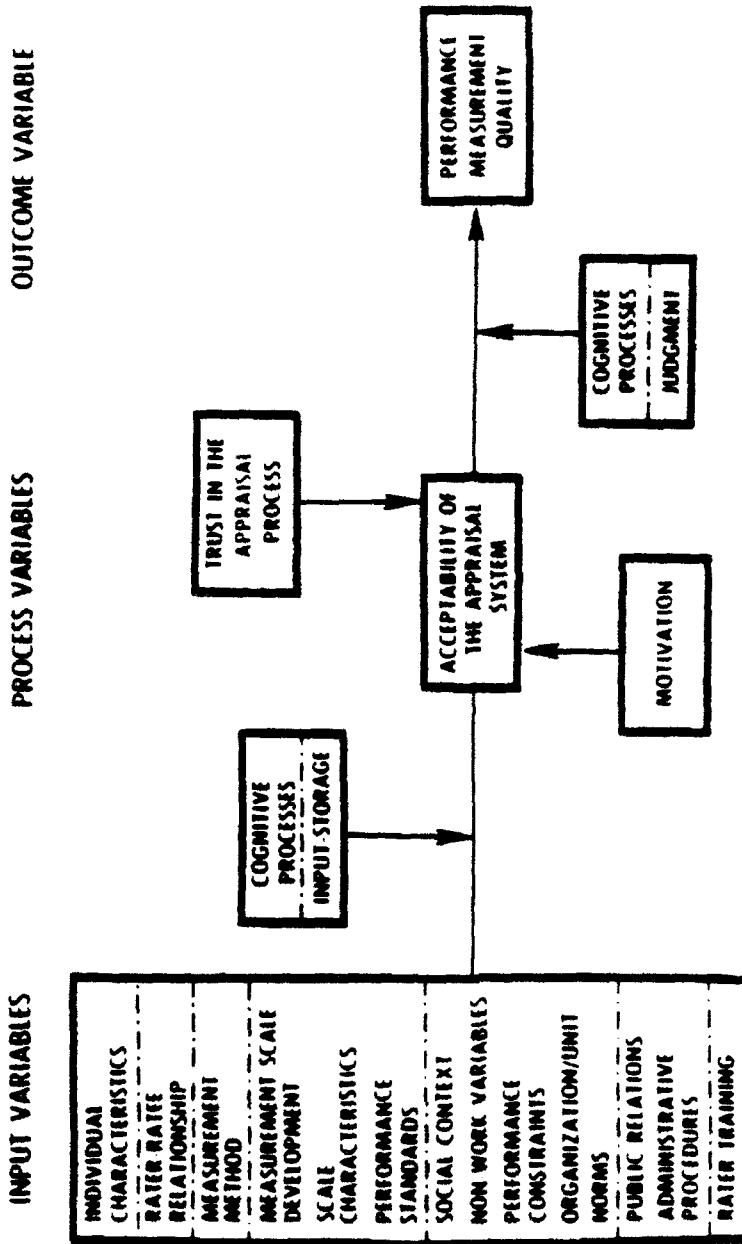 INPUT VARIABLES
PROCESS VARIABLES
OUTCOME VARIABLE
INDIVIDUAL
CHARACTERISTICS
RATER-RATEE
RELATIONSHIP
MEASUREMENT
METHOD
MEASUREMENT SCALE
DEVELOPMENT
SCALE
CHARACTERISTICS
PERFORMANCE
STANDARDS
SOCIAL CONTEXT
NON WORK VARIABLES
PERFORMANCE
CONSTRAINTS
ORGANIZATION/UNIT
NORMS
PUBLIC RELATIONS
ADMINISTRATIVE
PROCEDURES
RATER TRAINING
COGNITIVE
PROCESSES
INPUT-STORAGE
TRUST IN THE
APPRAISAL
PROCESS
ACCEPTABILITY OF
THE APPRAISAL
SYSTEM
MOTIVATION
COGNITIVE
PROCESSES
JUDGMENT
PERFORMANCE
MEASUREMENT
QUALITY